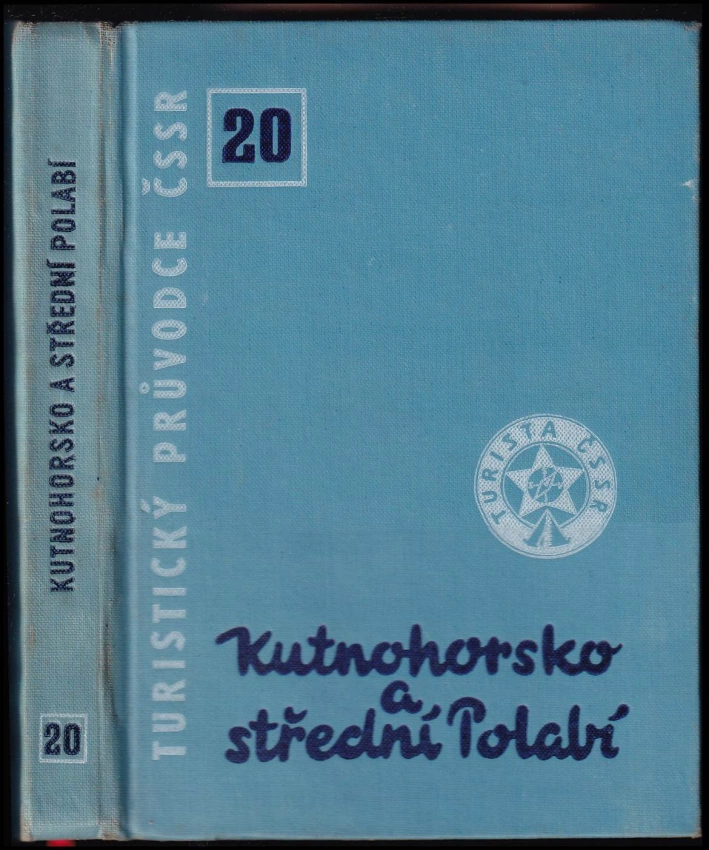 KUTNOHORSKO A STŘEDNÍ POLABÍ
20
TURISTICKÝ PRŮVODCE ČSSR
20
TURISTA ČSSR
Kutnohorsko
a
střední Polabí